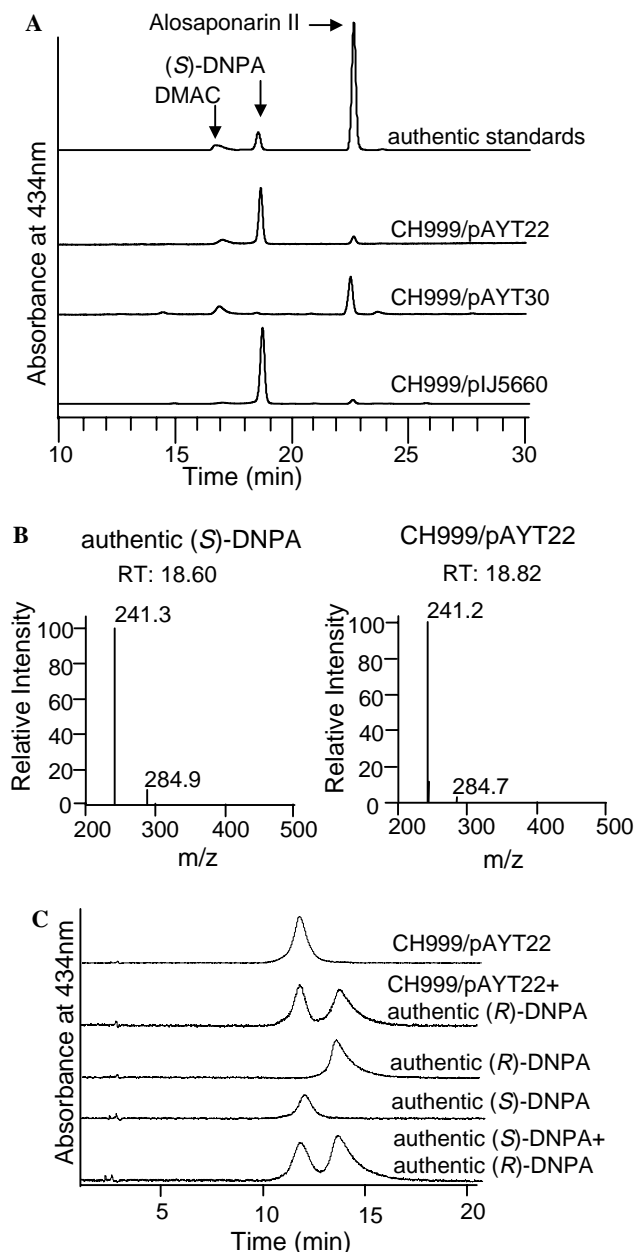 A
Alosaponarin II
(S)-DNPA
DMAC
authentic standards
CH999/pAYT22
CH999/pAYT30
CH999/pIJ5660
Absorbance at 434nm
10 15 20 25 30
Time (min)
B
authentic (S)-DNPA
RT: 18.60
241.3
284.9
Relative Intensity
100
80
60
40
20
0
200 300 400 500
m/z
CH999/pAYT22
RT: 18.82
241.2
284.7
Relative Intensity
100
80
60
40
20
0
200 300 400 500
m/z
C
Absorbance at 434nm
CH999/pAYT22
CH999/pAYT22+
authentic (R)-DNPA
authentic (R)-DNPA
authentic (S)-DNPA
authentic (S)-DNPA+
authentic (R)-DNPA
5 10 15 20
Time (min)